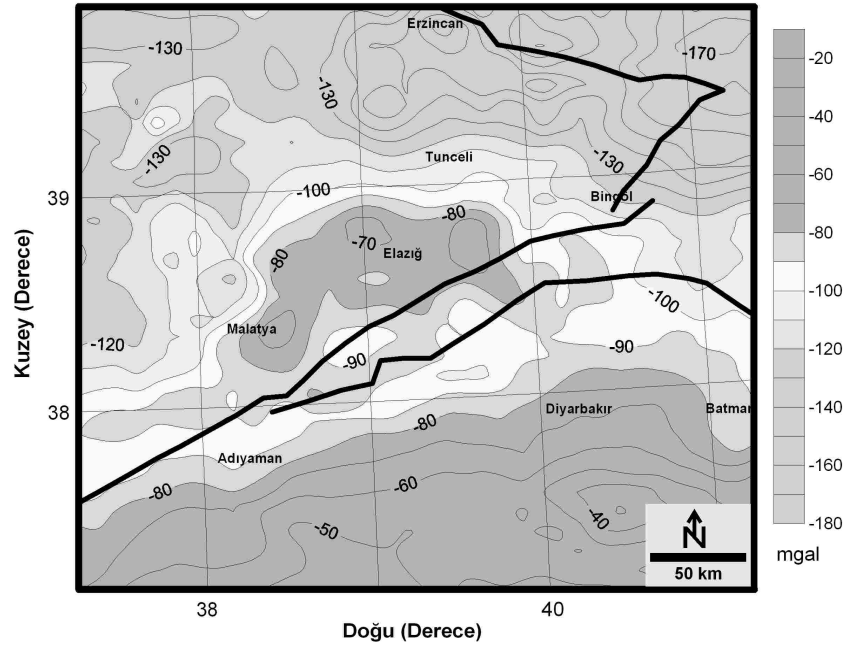 Erzincan
-130
-170
-20
-40
-130
-130
-60
Tunceli
-130
-80
39
-100
Bingöl
-80
-70
Elazığ
-80
-100
-100
-120
Malatya
-120
-90
-90
-140
38
-80
Diyarbakır
Batman
Adıyaman
-160
-80
-60
-40
-50
-180
N
50 km
mgal
38
40
Doğu (Derece)
Kuzey (Derece)